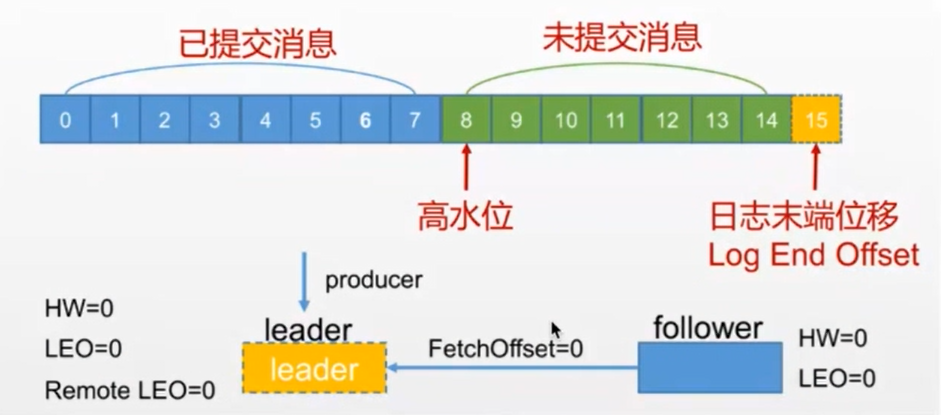 已提交消息
未提交消息
0 1 2 3 4 5 6 7 8 9 10 11 12 13 14 15
高水位
日志末端位移
Log End Offset
producer
HW=0
LEO=0
Remote LEO=0
leader
leader
FetchOffset=0
follower
HW=0
LEO=0